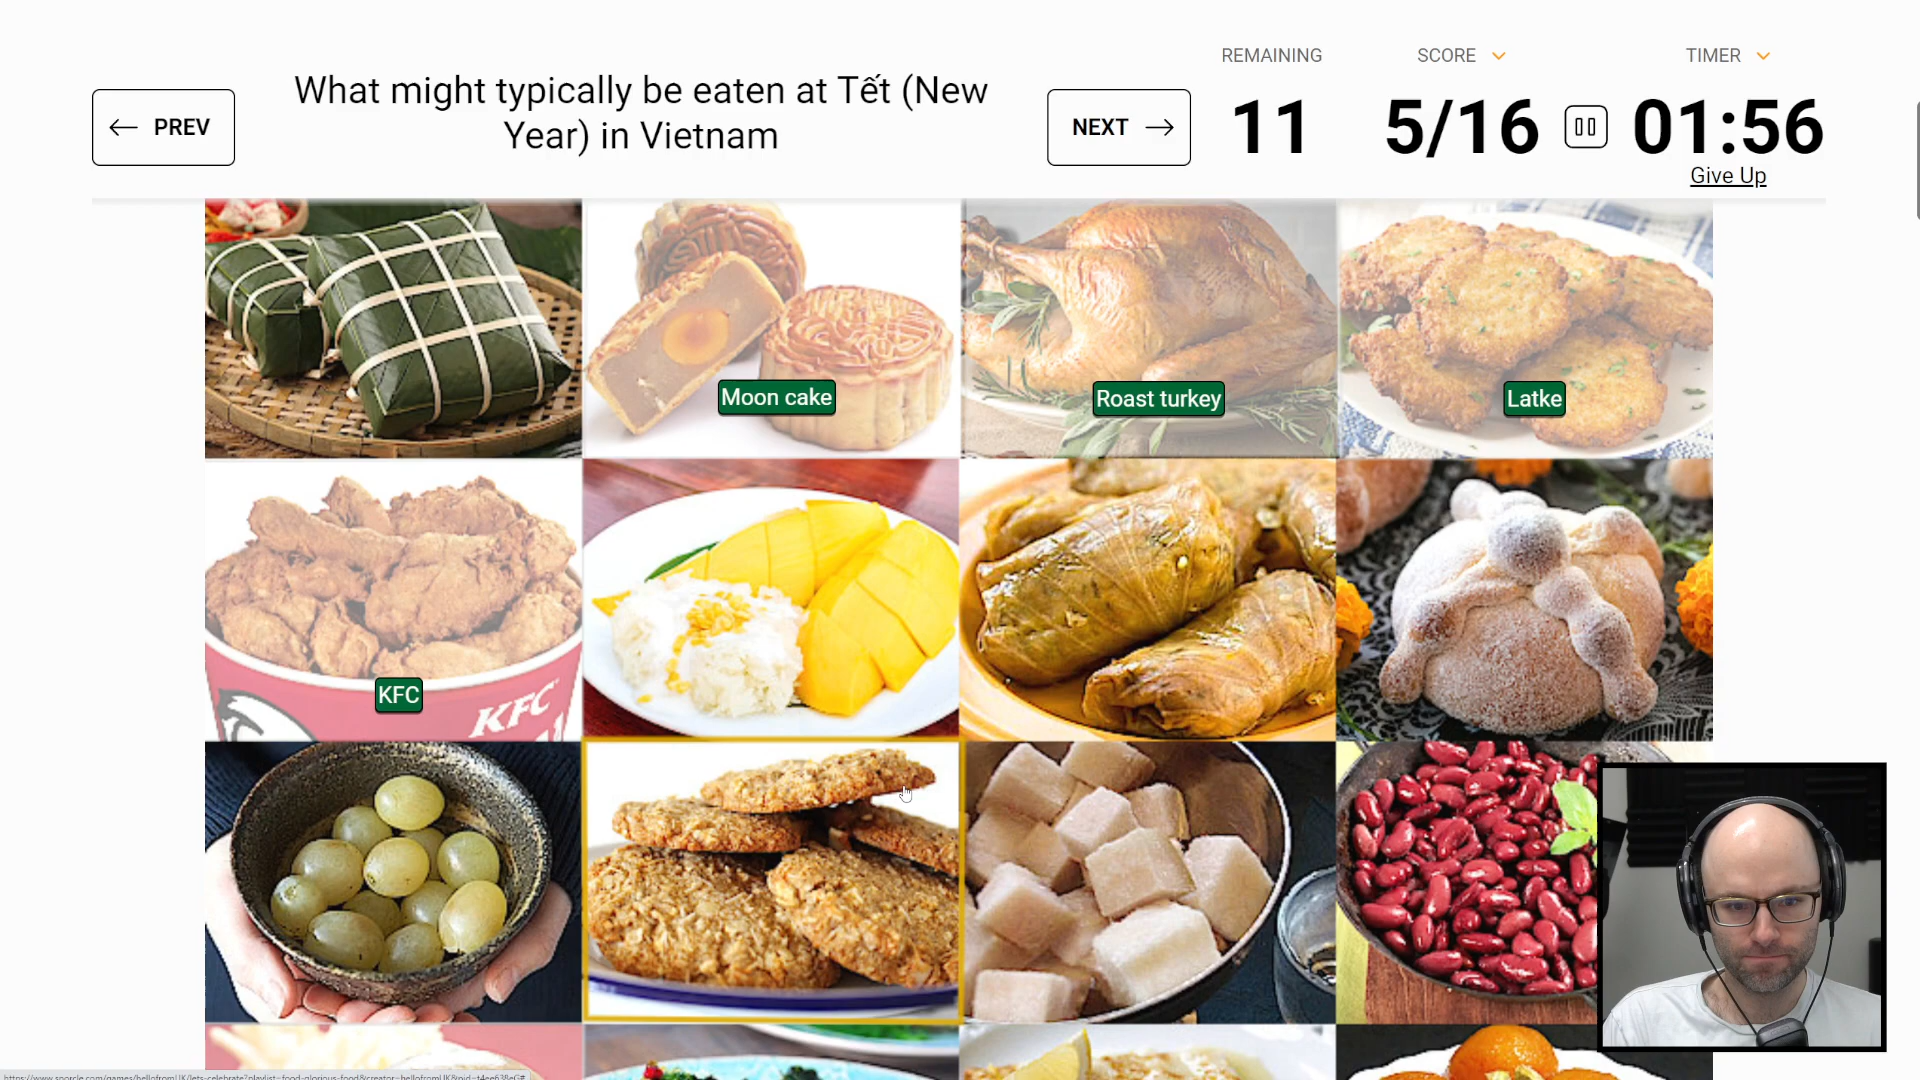 REMAINING
SCORE
TIMER
← PREV
What might typically be eaten at Tết (New
Year) in Vietnam
NEXT →
11
5/16
01:56
Give Up
Moon cake
Roast turkey
Latke
KFC
KFC